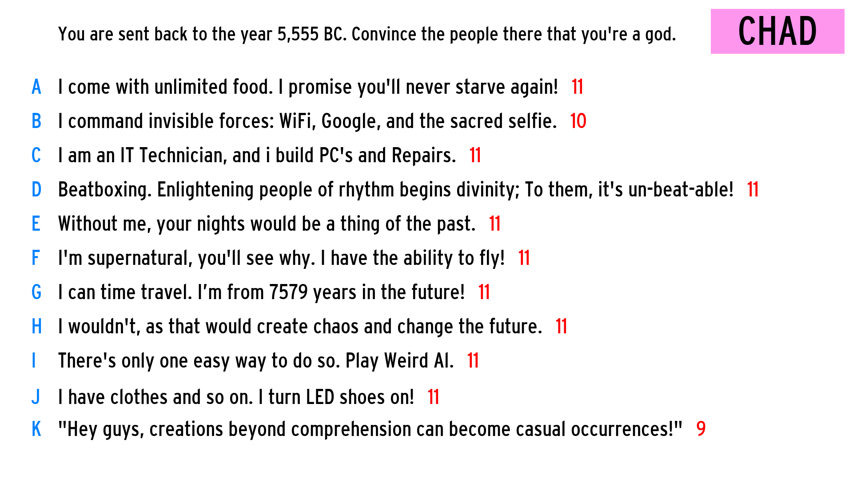 You are sent back to the year 5,555 BC. Convince the people there that you're a god.
CHAD
A I come with unlimited food. I promise you'll never starve again! 11
B I command invisible forces: WiFi, Google, and the sacred selfie. 10
C I am an IT Technician, and i build PC's and Repairs. 11
D Beatboxing. Enlightening people of rhythm begins divinity; To them, it's un-beat-able! 11
E Without me, your nights would be a thing of the past. 11
F I'm supernatural, you'll see why. I have the ability to fly! 11
G I can time travel. I’m from 7579 years in the future! 11
H I wouldn't, as that would create chaos and change the future. 11
I There's only one easy way to do so. Play Weird Al. 11
J I have clothes and so on. I turn LED shoes on! 11
K "Hey guys, creations beyond comprehension can become casual occurrences!" 9